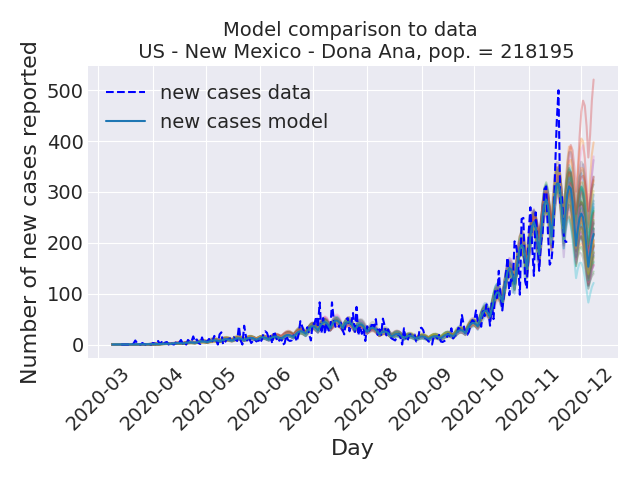 Model comparison to data
US - New Mexico - Dona Ana, pop. = 218195
Number of new cases reported
500
400
300
200
100
0
new cases data
new cases model
2020-03
2020-04
2020-05
2020-06
2020-07
2020-08
2020-09
2020-10
2020-11
2020-12
Day